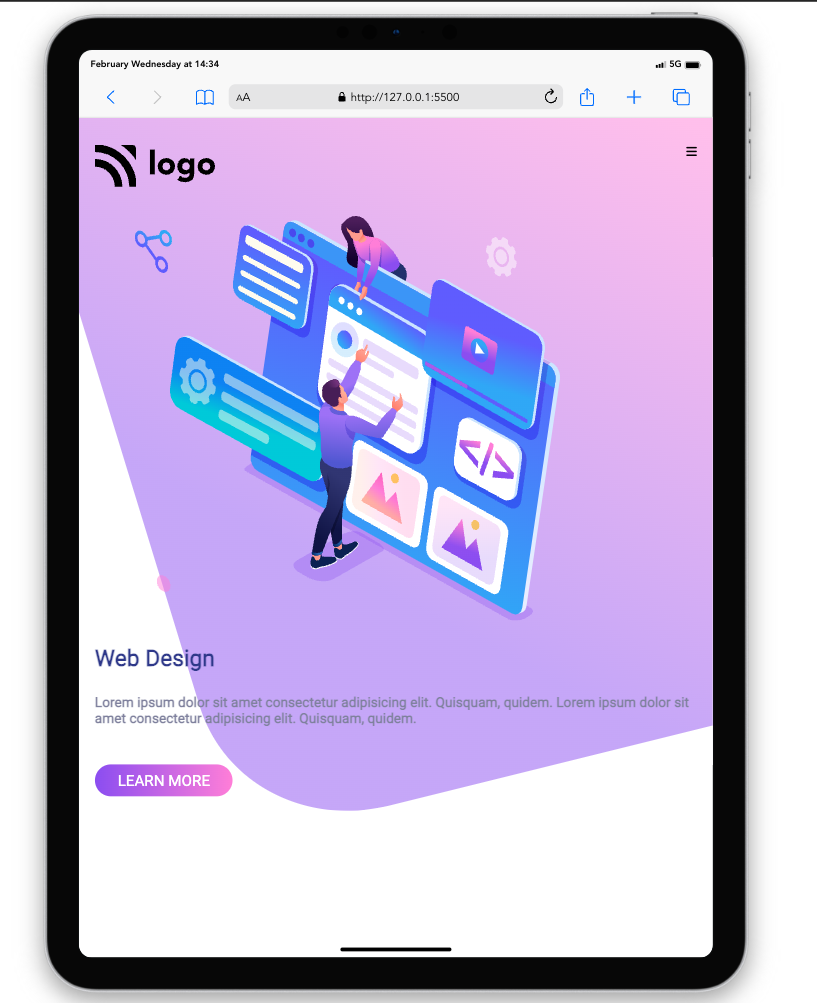 February Wednesday at 14:34
5G
AA
http://127.0.0.1:5500
logo
</>
Web Design
Lorem ipsum dolor sit amet consectetur adipisicing elit. Quisquam, quidem. Lorem ipsum dolor sit
amet consectetur adipisicing elit. Quisquam, quidem.
LEARN MORE